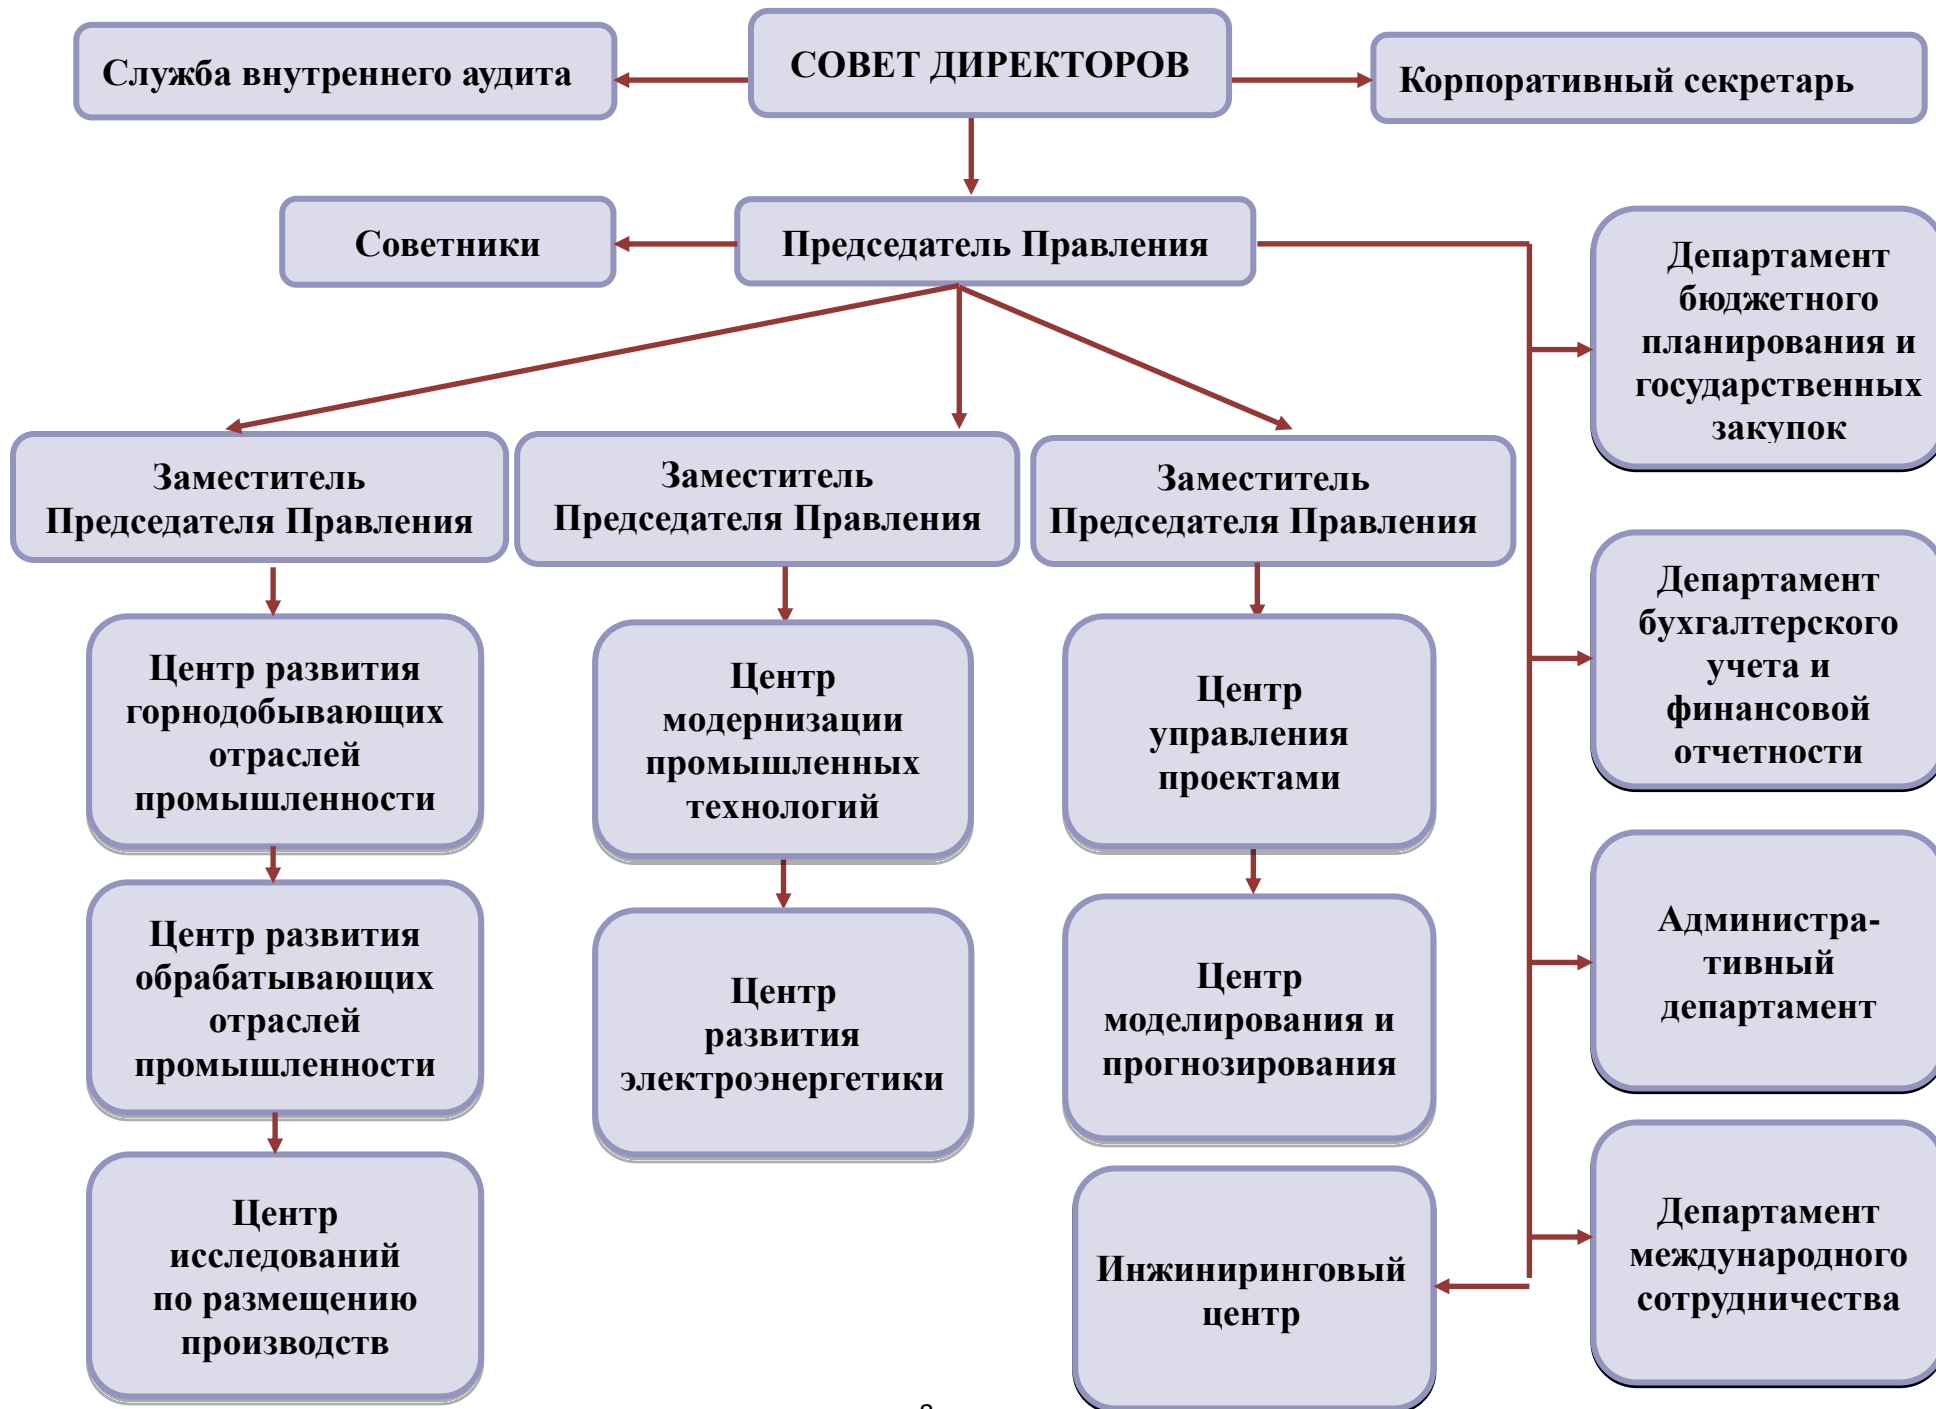 Служба внутреннего аудита
СОВЕТ ДИРЕКТОРОВ
Корпоративный секретарь
Советники
Председатель Правления
Департамент
бюджетного
планирования и
государственных
закупок
Заместитель
Председателя Правления
Заместитель
Председателя Правления
Заместитель
Председателя Правления
Департамент
бухгалтерского
учета и
финансовой
отчетности
Центр развития
горнодобывающих
отраслей
промышленности
Центр
модернизации
промышленных
технологий
Центр
управления
проектами
Центр развития
обрабатывающих
отраслей
промышленности
Центр
развития
электроэнергетики
Центр
моделирования и
прогнозирования
Администра-
тивный
департамент
Центр
исследований
по размещению
производств
Инжиниринговый
центр
Департамент
международного
сотрудничества